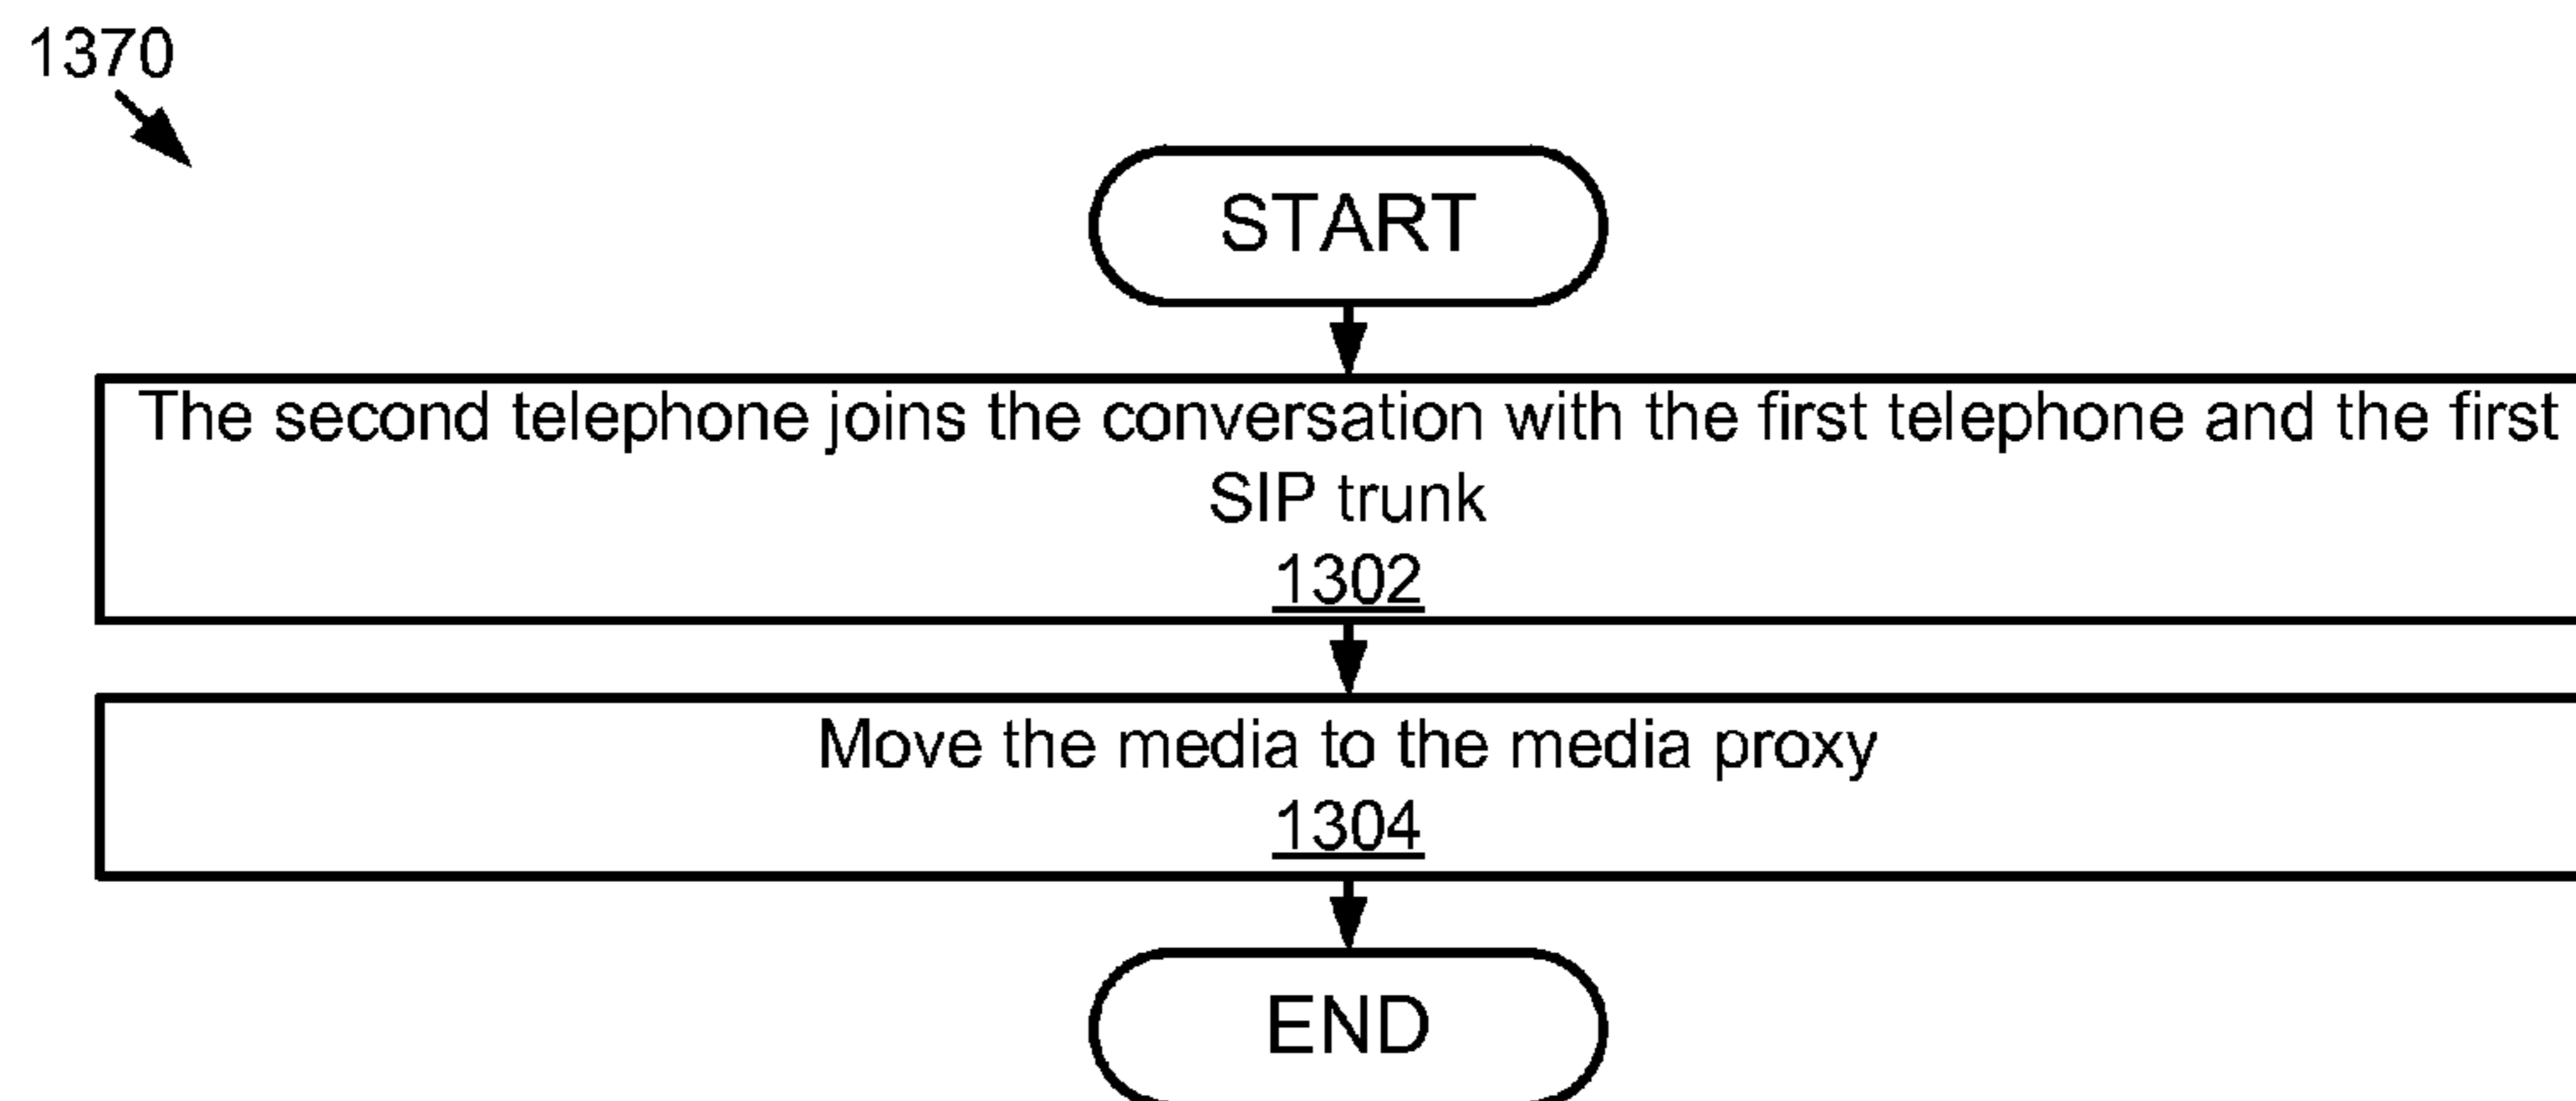 1370
START
The second telephone joins the conversation with the first telephone and the first
SIP trunk
1302
Move the media to the media proxy
1304
END